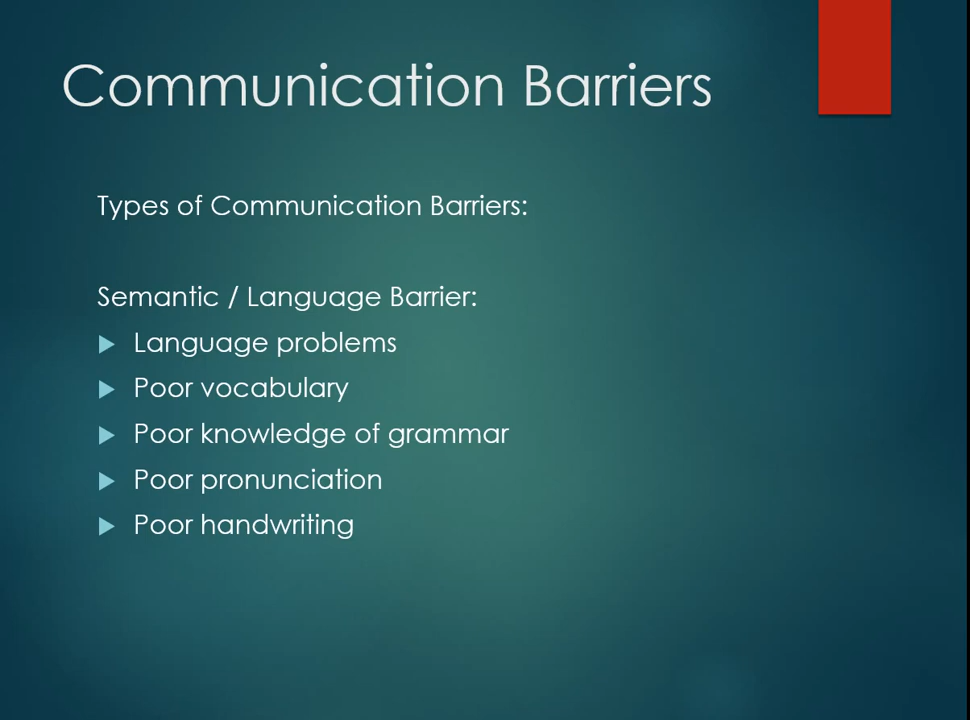 Communication Barriers
Types of Communication Barriers:
Semantic / Language Barrier:
Language problems
Poor vocabulary
Poor knowledge of grammar
Poor pronunciation
Poor handwriting